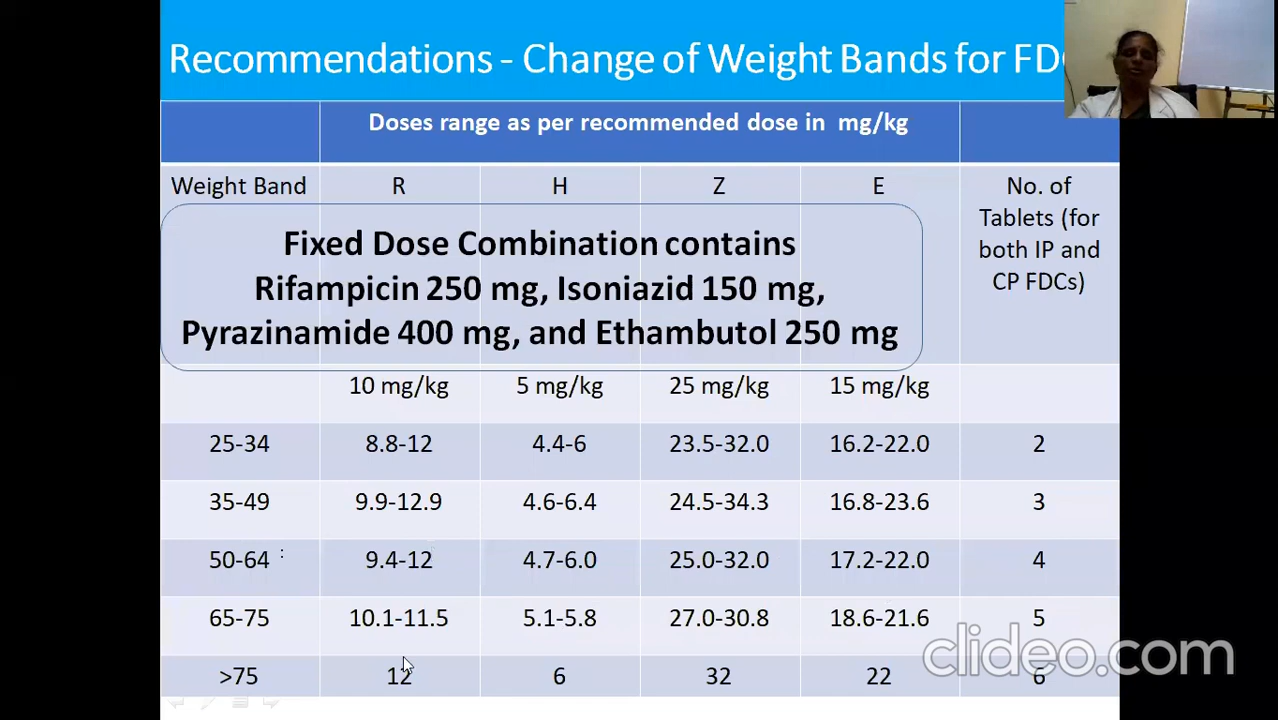 Recommendations - Change of Weight Bands for FD
Doses range as per recommended dose in mg/kg
Weight Band R H Z E No. of
Tablets (for
both IP and
CP FDCs)
Fixed Dose Combination contains
Rifampicin 250 mg, Isoniazid 150 mg,
Pyrazinamide 400 mg, and Ethambutol 250 mg
10 mg/kg 5 mg/kg 25 mg/kg 15 mg/kg
25-34 8.8-12 4.4-6 23.5-32.0 16.2-22.0 2
35-49 9.9-12.9 4.6-6.4 24.5-34.3 16.8-23.6 3
50-64 9.4-12 4.7-6.0 25.0-32.0 17.2-22.0 4
65-75 10.1-11.5 5.1-5.8 27.0-30.8 18.6-21.6 5
>75 12 6 32 22 6
clideo.com